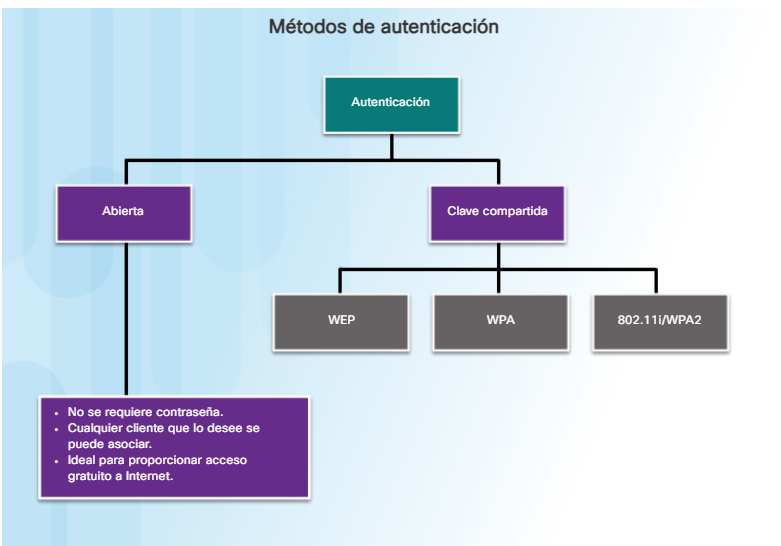 Métodos de autenticación
Autenticación
Abierta
Clave compartida
WEP
WPA
802.11i/WPA2
• No se requiere contraseña.
• Cualquier cliente que lo desee se
puede asociar.
• Ideal para proporcionar acceso
gratuito a Internet.